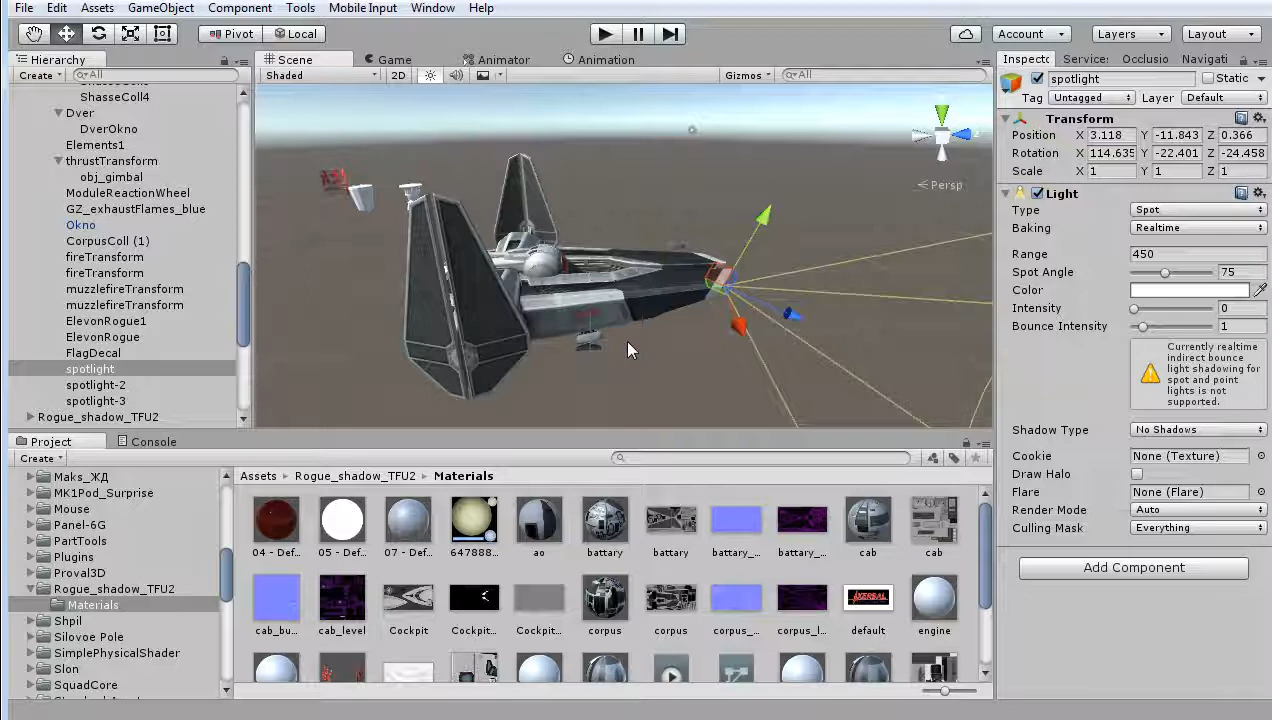 File Edit Assets GameObject Component Tools Mobile Input Window Help
Pivot Local Account Layers Layout
Hierarchy
Create All
ShasseColl4
Dver
DverOkno
Elements1
thrustTransform
obj_gimbal
ModuleReactionWheel
GZ_exhaustFlames_blue
Okno
CorpusColl (1)
fireTransform
fireTransform
muzzlefireTransform
muzzlefireTransform
ElevonRogue1
ElevonRogue
FlagDecal
spotlight
spotlight-2
spotlight-3
Rogue_shadow_TFU2
Scene Game Animator Animation
Shaded 2D Gizmos All
Persp
Inspecto Service: Occlusio Navigati
spotlight Static
Tag Untagged Layer Default
Transform
Position X 3.118 Y -11.843 Z 0.366
Rotation X 114.635 Y -22.401 Z -24.458
Scale X 1 Y 1 Z 1
Light
Type Spot
Baking Realtime
Range 450
Spot Angle 75
Color
Intensity 0
Bounce Intensity 1
Currently realtime
indirect bounce
light shadowing for
spot and point
lights is not
supported.
Shadow Type No Shadows
Cookie None (Texture)
Draw Halo
Flare None (Flare)
Render Mode Auto
Culling Mask Everything
Add Component
Project Console
Create
Maks_ЖД
MK1Pod_Surprise
Mouse
Panel-6G
PartTools
Plugins
Proval3D
Rogue_shadow_TFU2
Materials
Shpil
Silovoe Pole
SimplePhysicalShader
Slon
SquadCore
Assets Rogue_shadow_TFU2 Materials
04 - Def... 05 - Def... 07 - Def... 647888... ao battary battary battary_... battary_... cab cab
cab_bu... cab_level Cockpit Cockpit... Cockpit... corpus corpus corpus_... corpus_l... default engine